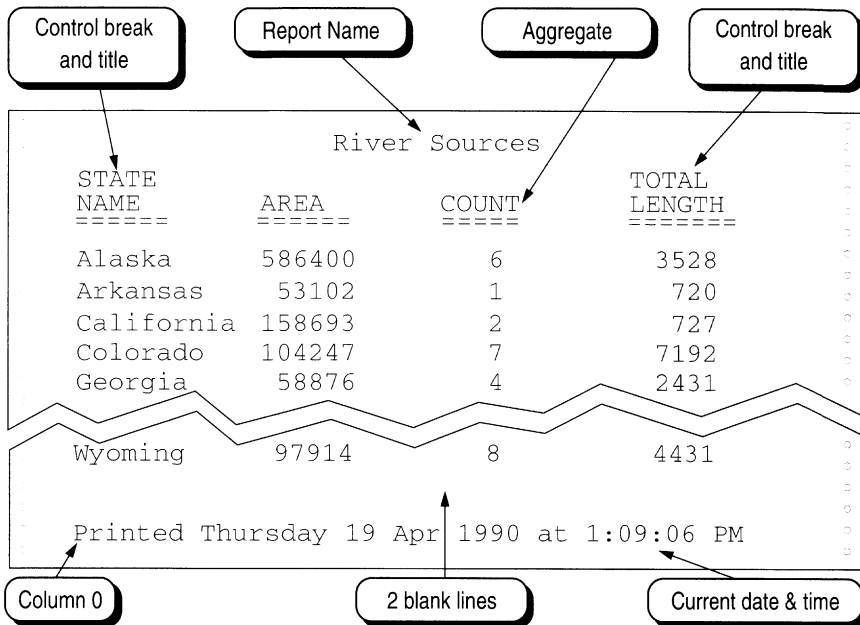 Control break
and title
Report Name
Aggregate
Control break
and title
River Sources
STATE
NAME AREA COUNT TOTAL
LENGTH
====== ====== ===== =======
Alaska 586400 6 3528
Arkansas 53102 1 720
California 158693 2 727
Colorado 104247 7 7192
Georgia 58876 4 2431
Wyoming 97914 8 4431
Printed Thursday 19 Apr 1990 at 1:09:06 PM
Column 0
2 blank lines
Current date & time